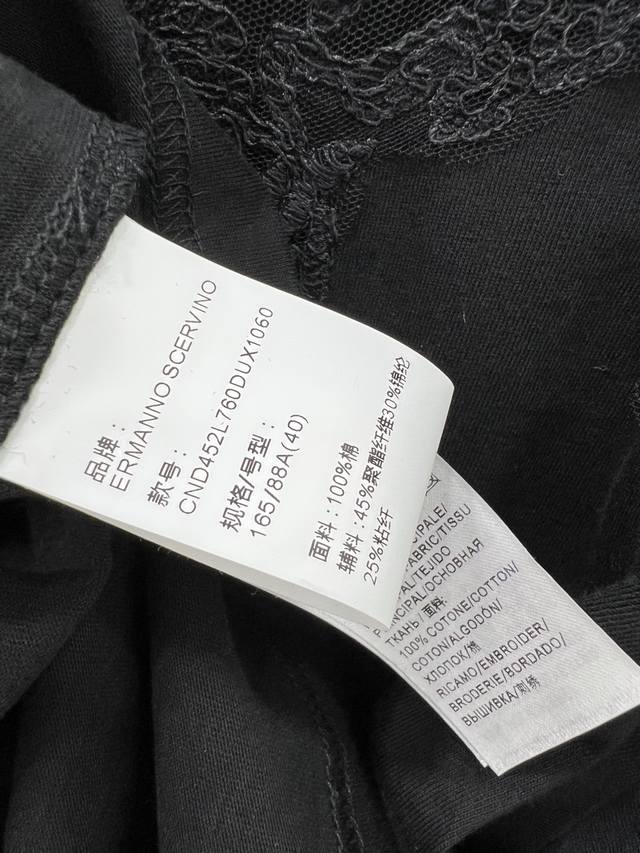 品牌：
ERMANNO SCERVINO
款号：
CND452L760DUX1060
规格/号型：
165/88A(40)
面料：100%棉
辅料：45%聚酯纤维30%锦纶
25%粘纤
FABRIC/TISSU
/TEJIDO
PRINCIPAL/ОСНОВНАЯ
ТКАНЬ/面料:
100% COTONE/COTTON/
COTON/ALGODÓN/
ХЛОПОК/棉
RICAMO/EMBROIDER/
BRODERIE/BORDADO/
ВЫШИВКА/刺绣